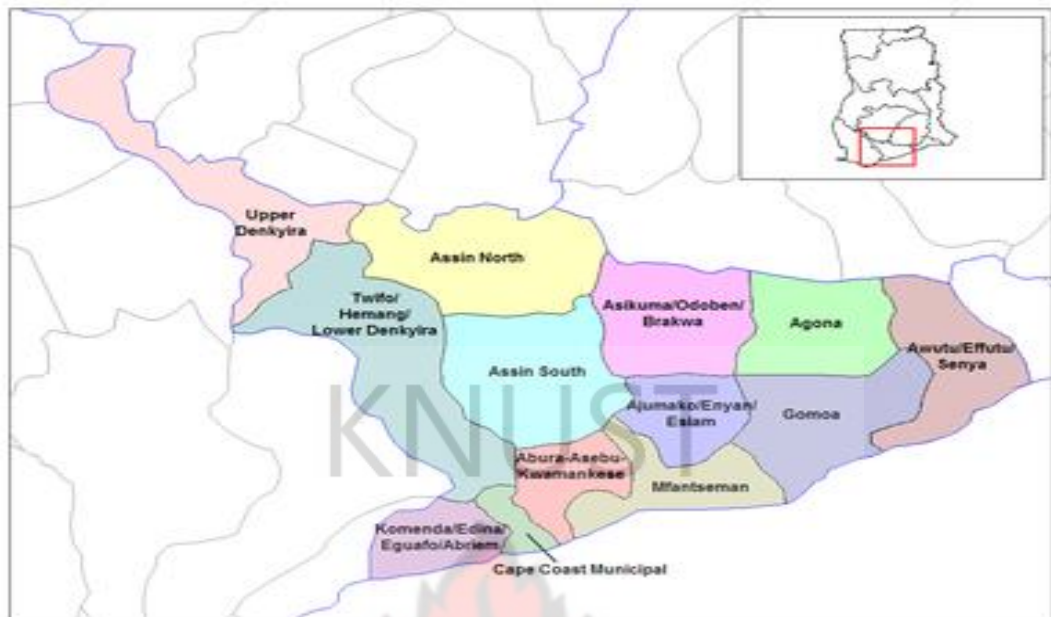 Upper
Denkyira
Assin North
Twifo/
Hemang/
Lower Denkyira
Asikuma/Odoben/
Brakwa
Agona
Awutu/Effutu/
Senya
Assin South
Ajumako/Enyan/
Esiam
Gomoa
KNUST
Abura-Asebu-
Kwamankese
Mfantseman
Komenda/Edina/
Eguafo/Abriem
Cape Coast Municipal